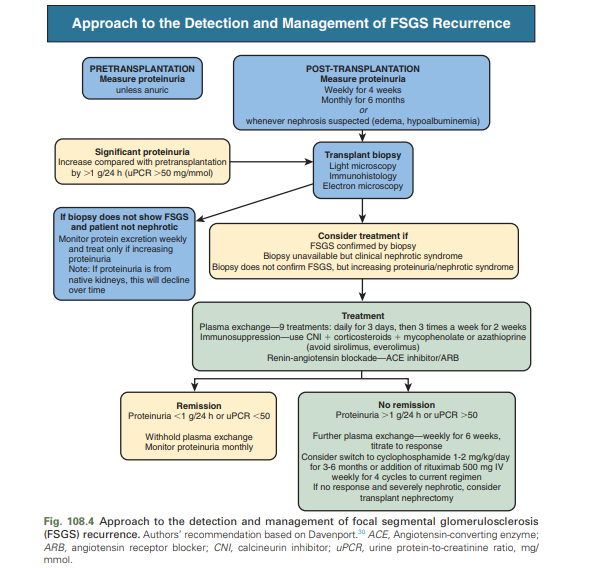 Approach to the Detection and Management of FSGS Recurrence
PRETRANSPLANTATION
Measure proteinuria
unless anuric
POST-TRANSPLANTATION
Measure proteinuria
Weekly for 4 weeks
Monthly for 6 months
or
whenever nephrosis suspected (edema, hypoalbuminemia)
Significant proteinuria
Increase compared with pretransplantation
by >1 g/24 h (uPCR >50 mg/mmol)
Transplant biopsy
Light microscopy
Immunohistology
Electron microscopy
If biopsy does not show FSGS
and patient not nephrotic
Monitor protein excretion weekly
and treat only if increasing
proteinuria
Note: If proteinuria is from
native kidneys, this will decline
over time
Consider treatment if
FSGS confirmed by biopsy
Biopsy unavailable but clinical nephrotic syndrome
Biopsy does not confirm FSGS, but increasing proteinuria/nephrotic syndrome
Treatment
Plasma exchange—9 treatments: daily for 3 days, then 3 times a week for 2 weeks
Immunosuppression—use CNI + corticosteroids + mycophenolate or azathioprine
(avoid sirolimus, everolimus)
Renin-angiotensin blockade—ACE inhibitor/ARB
Remission
Proteinuria <1 g/24 h or uPCR <50
Withhold plasma exchange
Monitor proteinuria monthly
No remission
Proteinuria >1 g/24 h or uPCR >50
Further plasma exchange—weekly for 6 weeks,
titrate to response
Consider switch to cyclophosphamide 1-2 mg/kg/day
for 3-6 months or addition of rituximab 500 mg IV
weekly for 4 cycles to current regimen
If no response and severely nephrotic, consider
transplant nephrectomy
Fig. 108.4 Approach to the detection and management of focal segmental glomerulosclerosis
(FSGS) recurrence. Authors' recommendation based on Davenport.30 ACE, Angiotensin-converting enzyme;
ARB, angiotensin receptor blocker; CNI, calcineurin inhibitor; uPCR, urine protein-to-creatinine ratio, mg/
mmol.